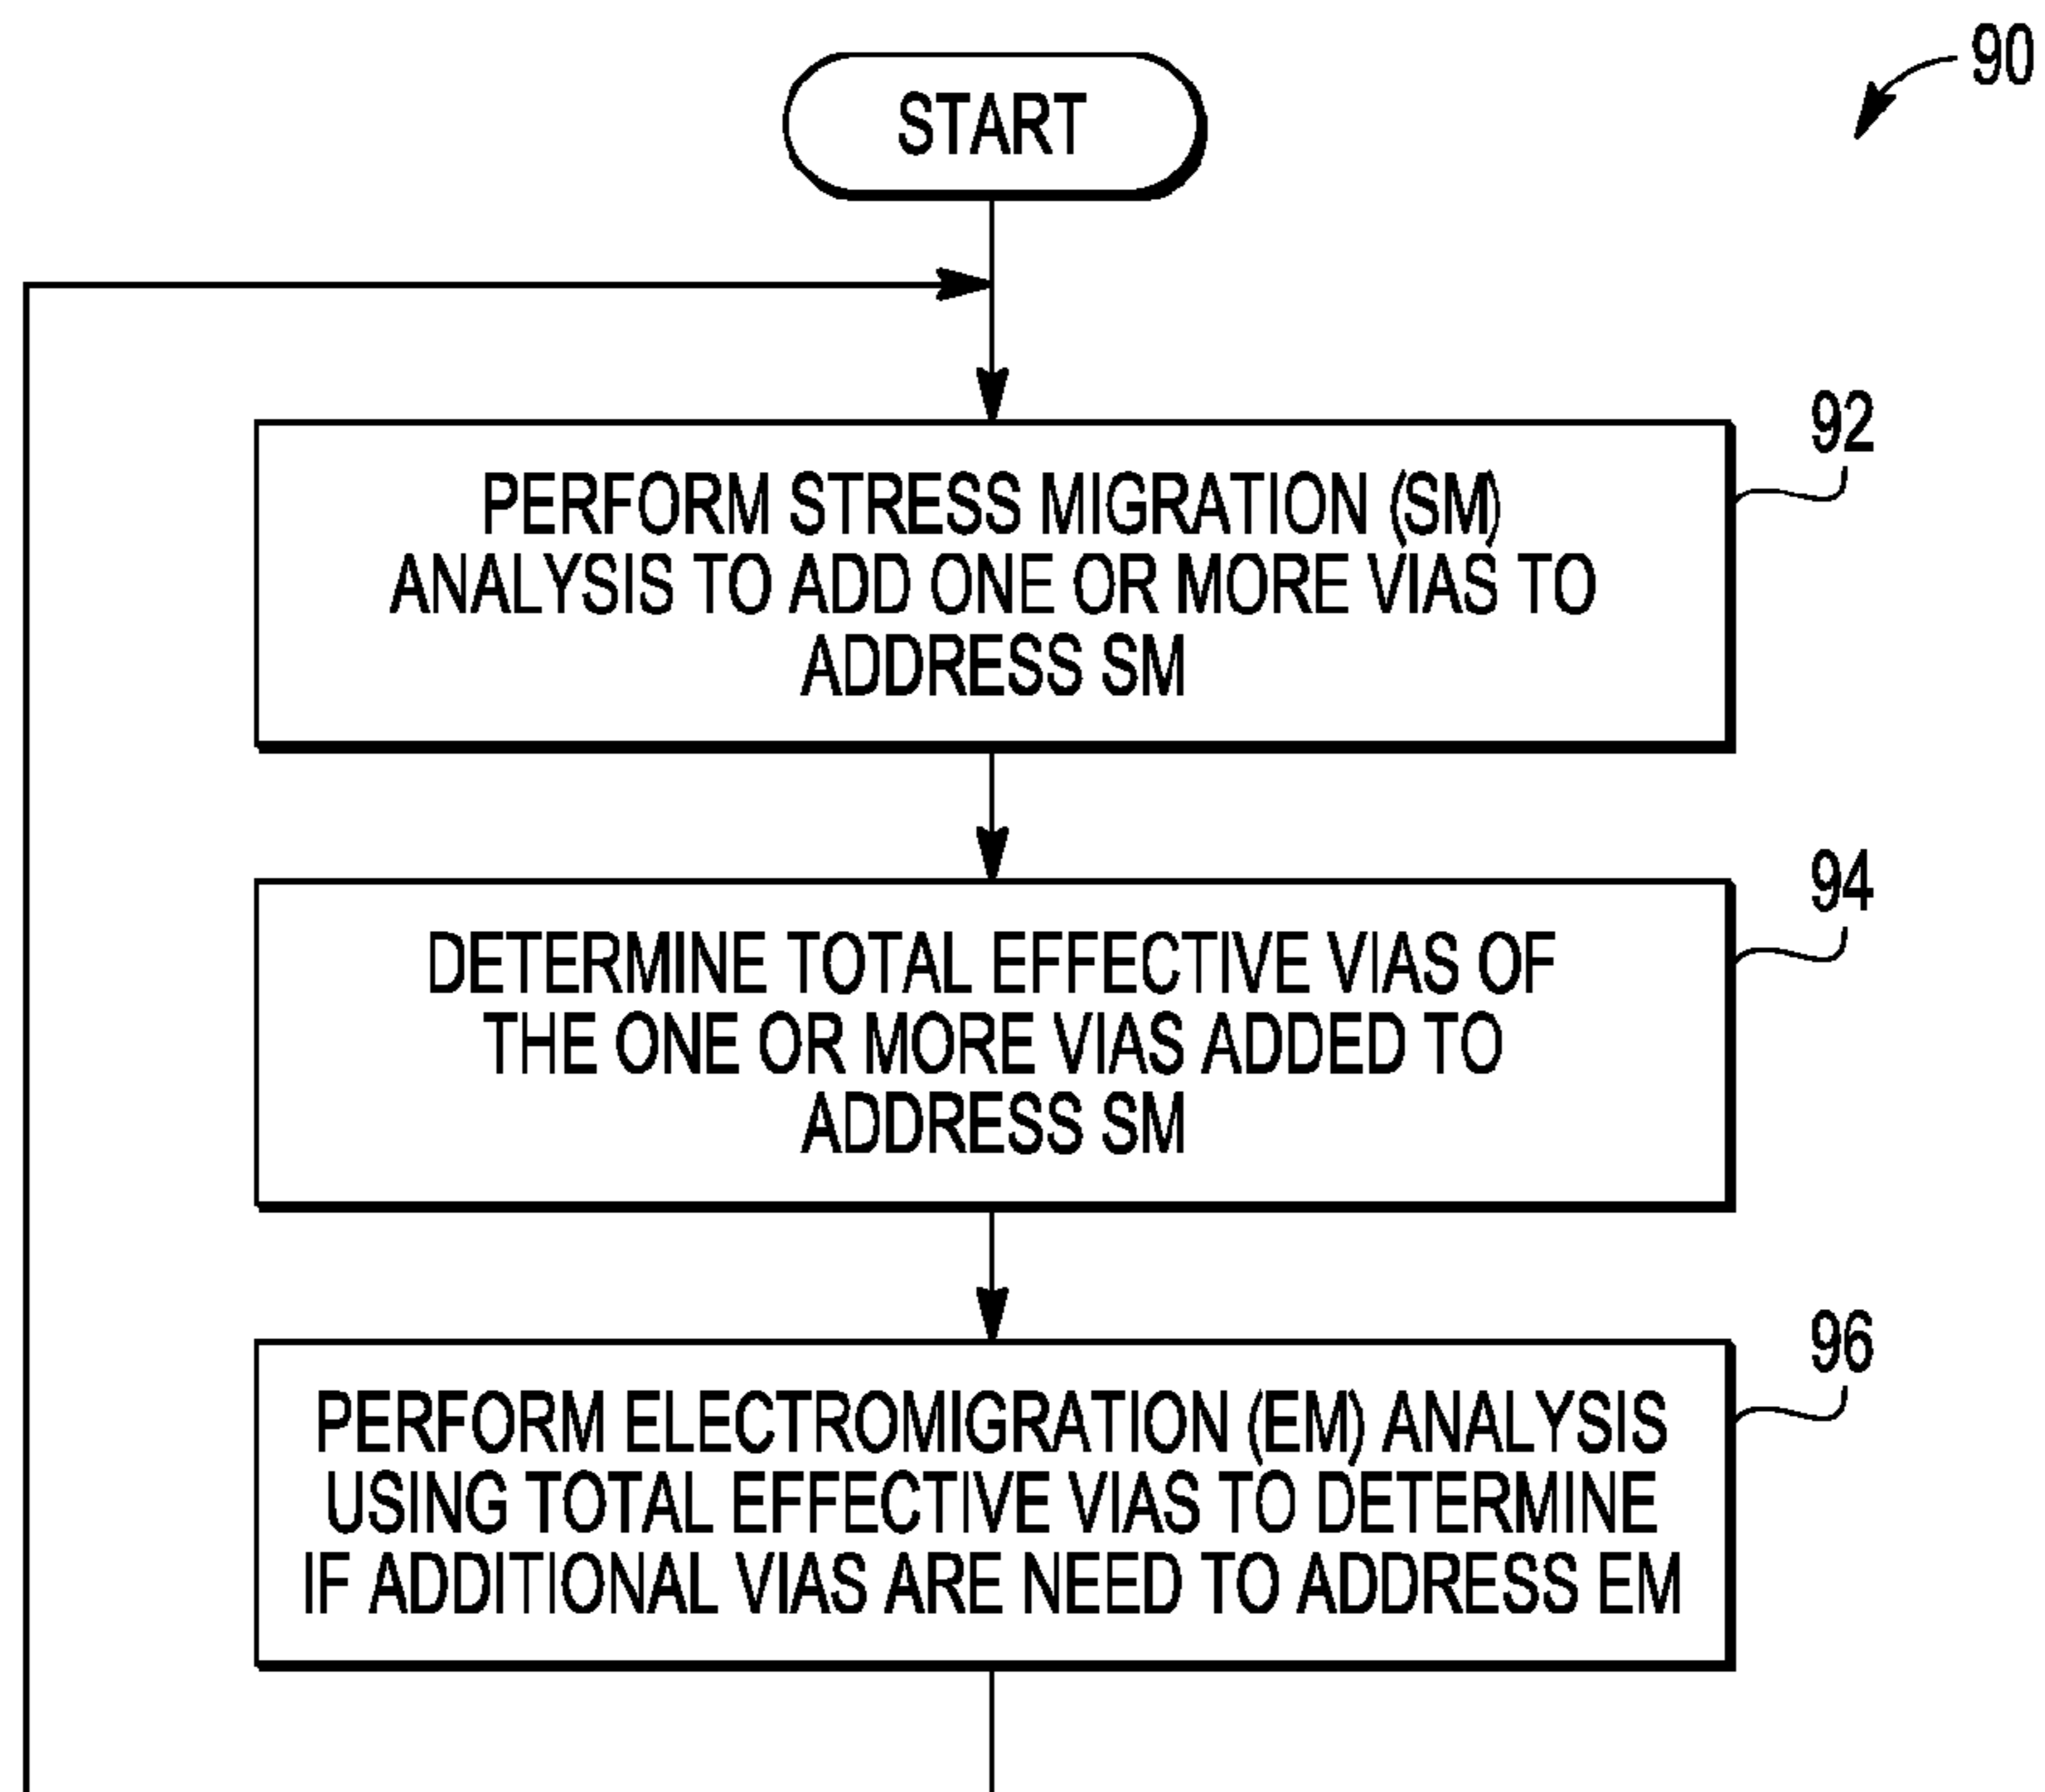 90
START
92
PERFORM STRESS MIGRATION (SM)
ANALYSIS TO ADD ONE OR MORE VIAS TO
ADDRESS SM
94
DETERMINE TOTAL EFFECTIVE VIAS OF
THE ONE OR MORE VIAS ADDED TO
ADDRESS SM
96
PERFORM ELECTROMIGRATION (EM) ANALYSIS
USING TOTAL EFFECTIVE VIAS TO DETERMINE
IF ADDITIONAL VIAS ARE NEED TO ADDRESS EM